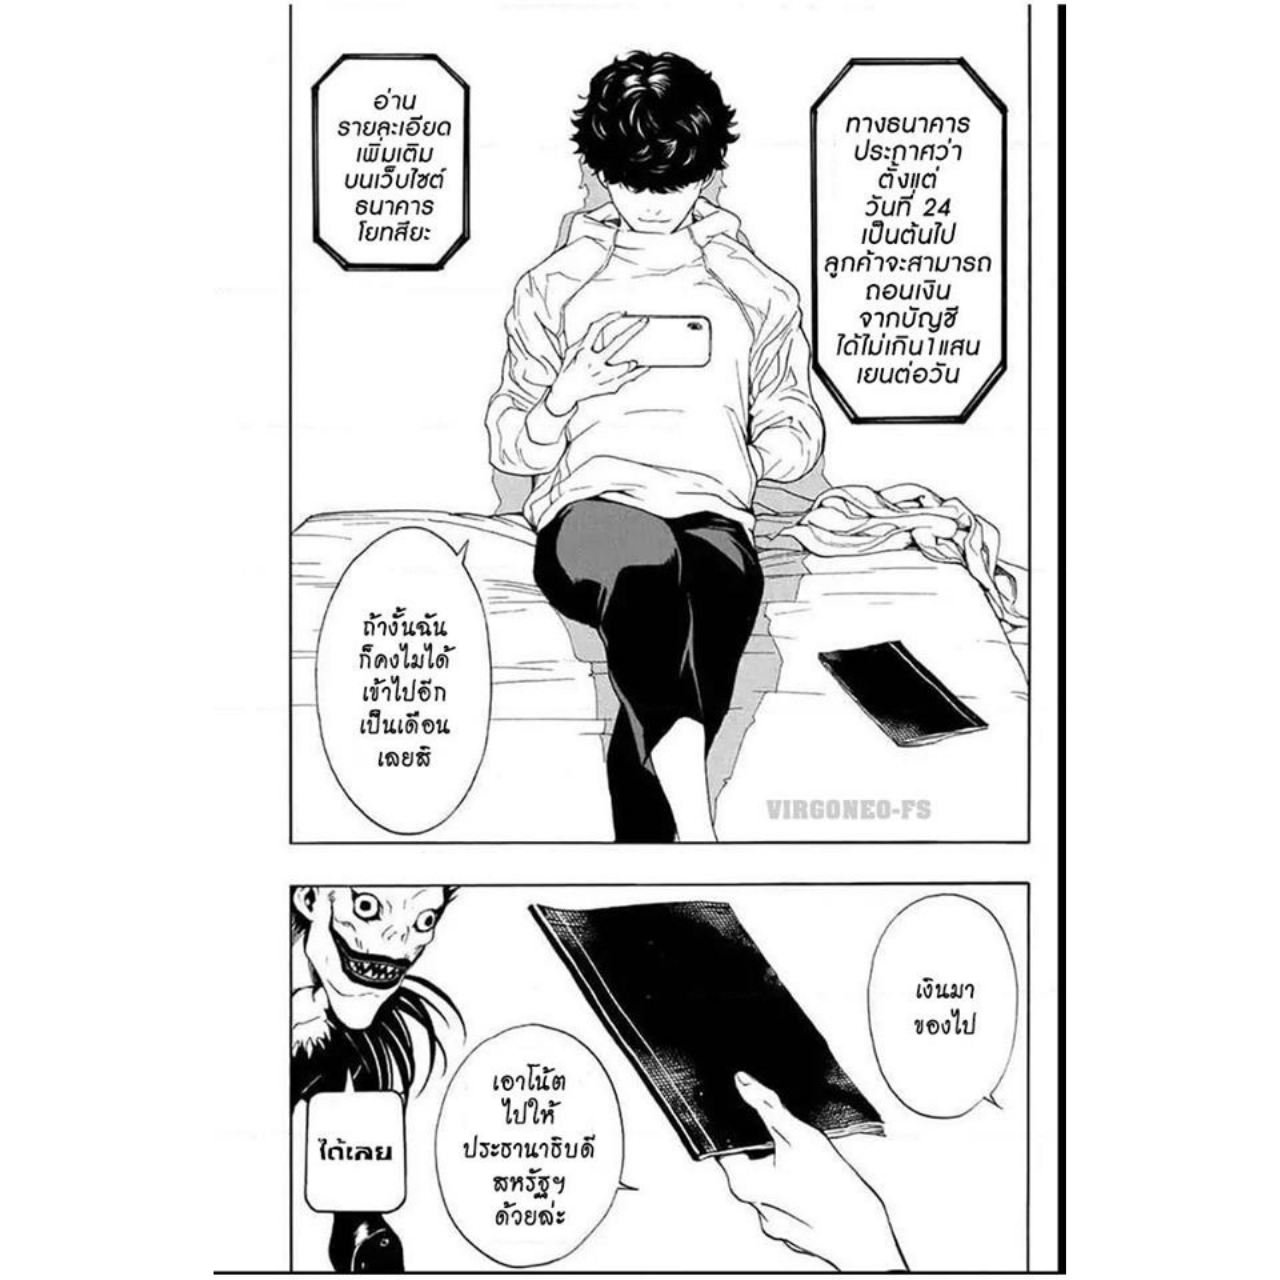 ทางธนาคาร
ประกาศว่า
ตั้งแต่
วันที่ 24
เป็นต้นไป
ลูกค้าจะสามารถ
ถอนเงิน
จากบัญชี
ได้ไม่เกิน 1 แสน
เยนต่อวัน
อ่าน
รายละเอียด
เพิ่มเติม
บนเว็บไซต์
ธนาคาร
โยทสึยะ
ถ้างั้นฉัน
ก็คงไม่ได้
เข้าไปอีก
เป็นเดือน
เลยสิ
VIRGONEO-FS
เงินมา
ของไป
เอาโน้ต
ไปให้
ประธานาธิบดี
สหรัฐฯ
ด้วยล่ะ
ได้เลย